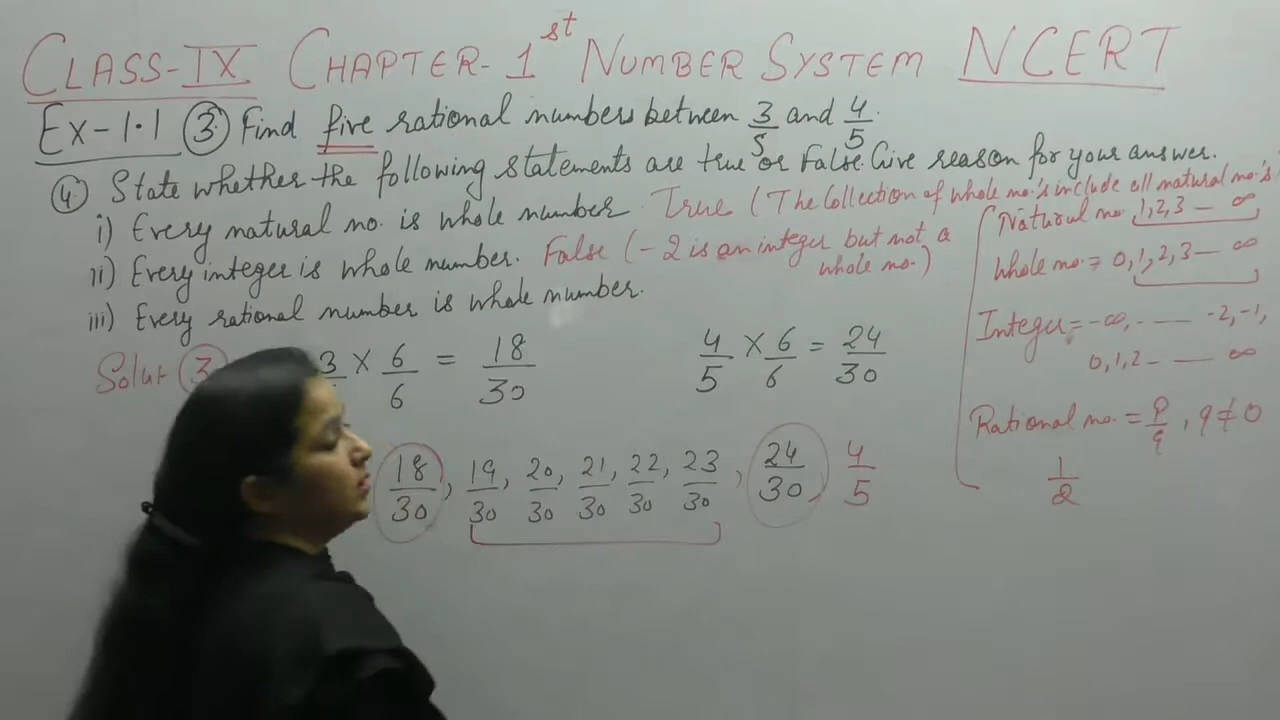 CLASS-IX CHAPTER-1st NUMBER SYSTEM NCERT
Ex-1.1 (3) Find five rational numbers between 3/5 and 4/5.
(4) State whether the following statements are true or False. Give reason for your answer.
i) Every natural no. is whole number. True (The Collection of whole no.'s include all natural no.'s
ii) Every integer is whole number. False (-2 is an integer but not a whole no.)
iii) Every rational number is whole number.
Natural no. 1, 2, 3 — ∞
Whole no. = 0, 1, 2, 3 — ∞
Integer = -∞, - — -2, -1,
0, 1, 2 - — ∞
Rational no. = p/q, q ≠ 0
1/2
Solut (3) 3 × 6/6 = 18/30
4/5 × 6/6 = 24/30
18/30, 19/30, 20/30, 21/30, 22/30, 23/30, 24/30 4/5